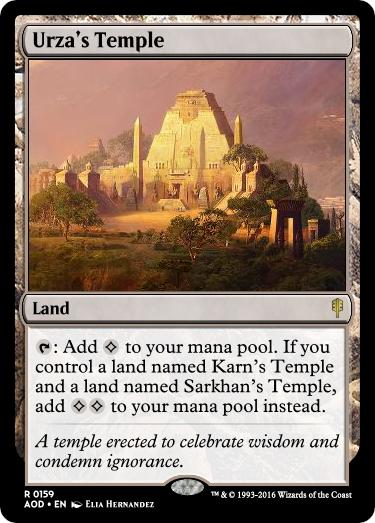 Urza's Temple
Land
: Add to your mana pool. If you
control a land named Karn's Temple
and a land named Sarkhan's Temple,
add to your mana pool instead.
A temple erected to celebrate wisdom and
condemn ignorance.
R 0159
AOD • EN Elia Hernandez
™ & © 1993-2016 Wizards of the Coast